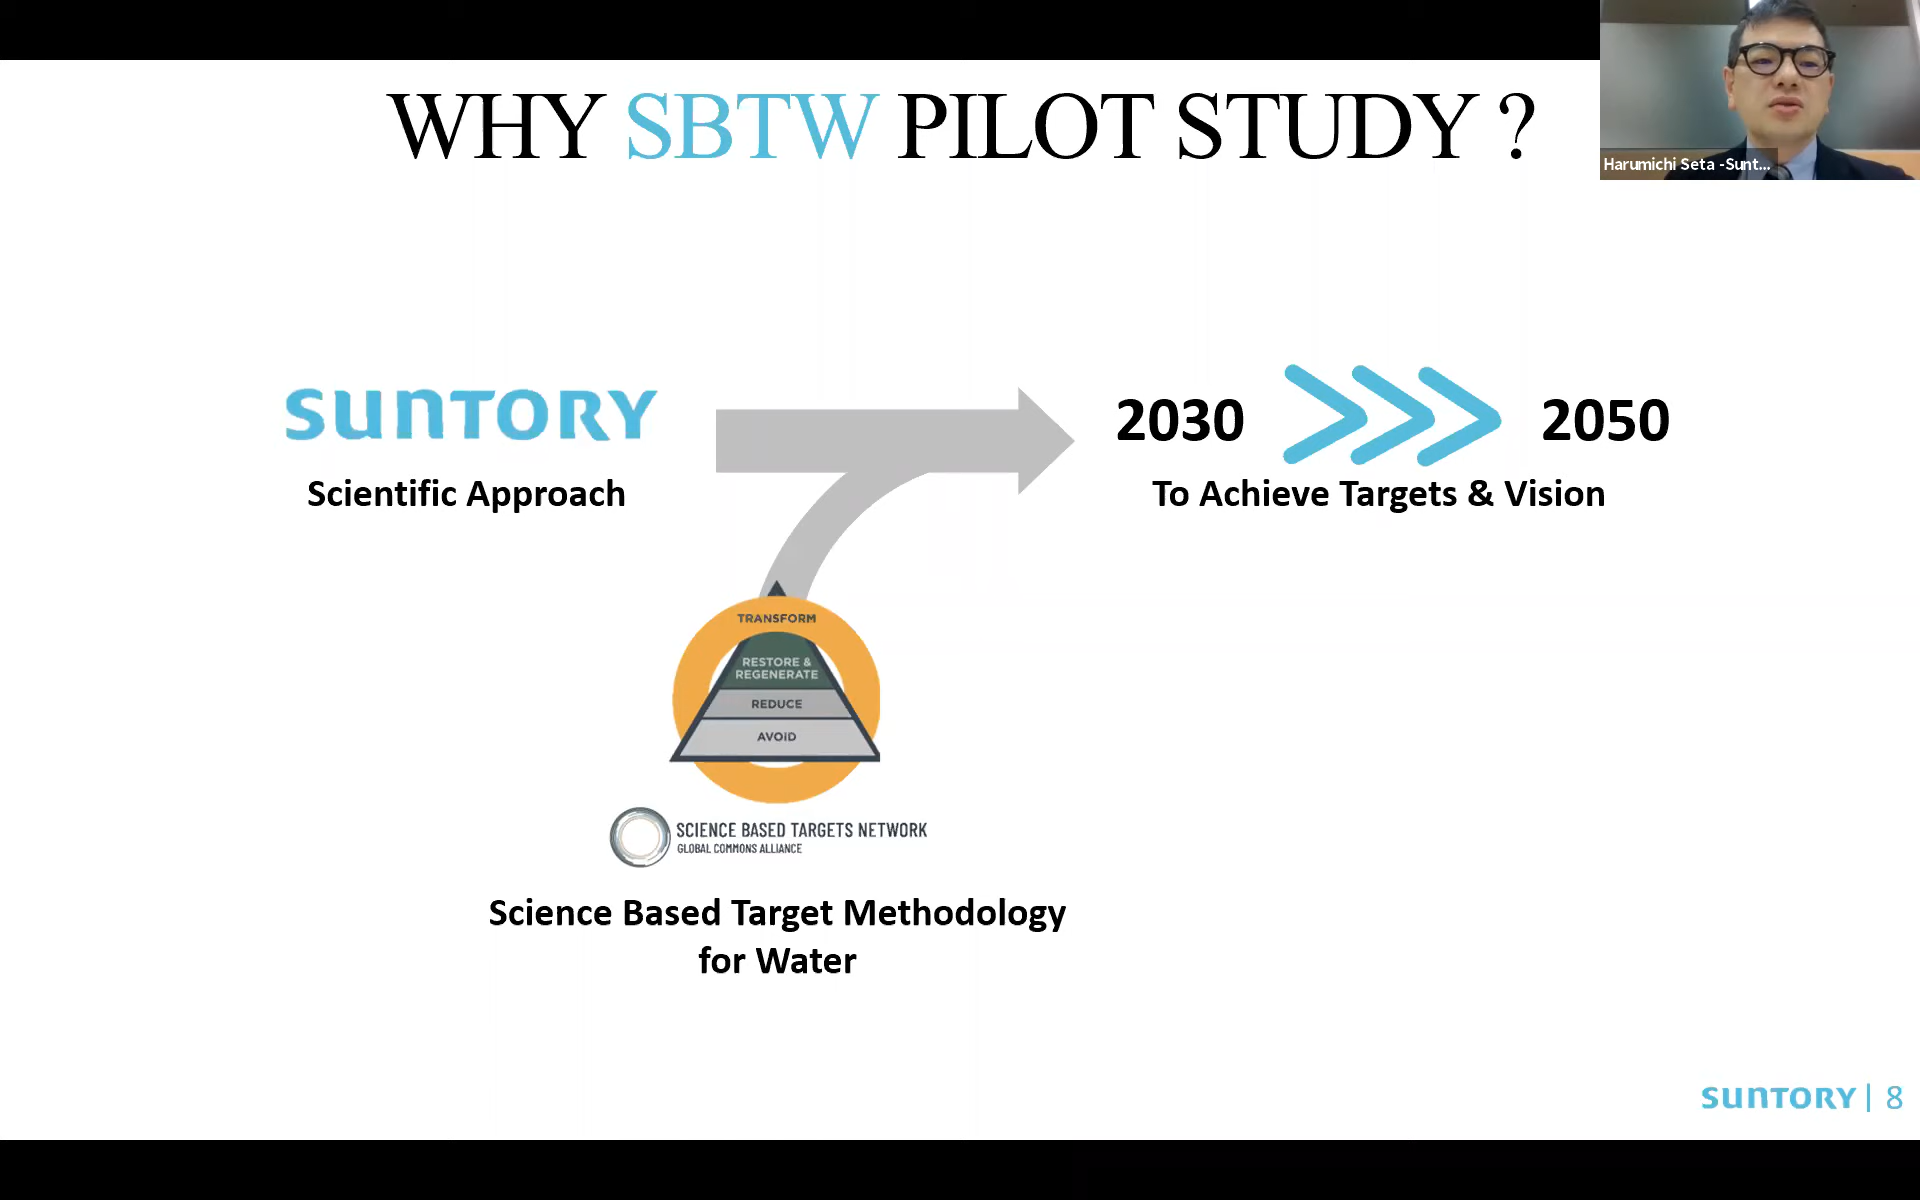 WHY SBTW PILOT STUDY ?
Harumichi Seta -Sunt...
SUNTORY
Scientific Approach
2030
2050
To Achieve Targets & Vision
TRANSFORM
RESTORE &
REGENERATE
REDUCE
AVOiD
SCIENCE BASED TARGETS NETWORK
GLOBAL COMMONS ALLIANCE
Science Based Target Methodology
for Water
SUNTORY | 8